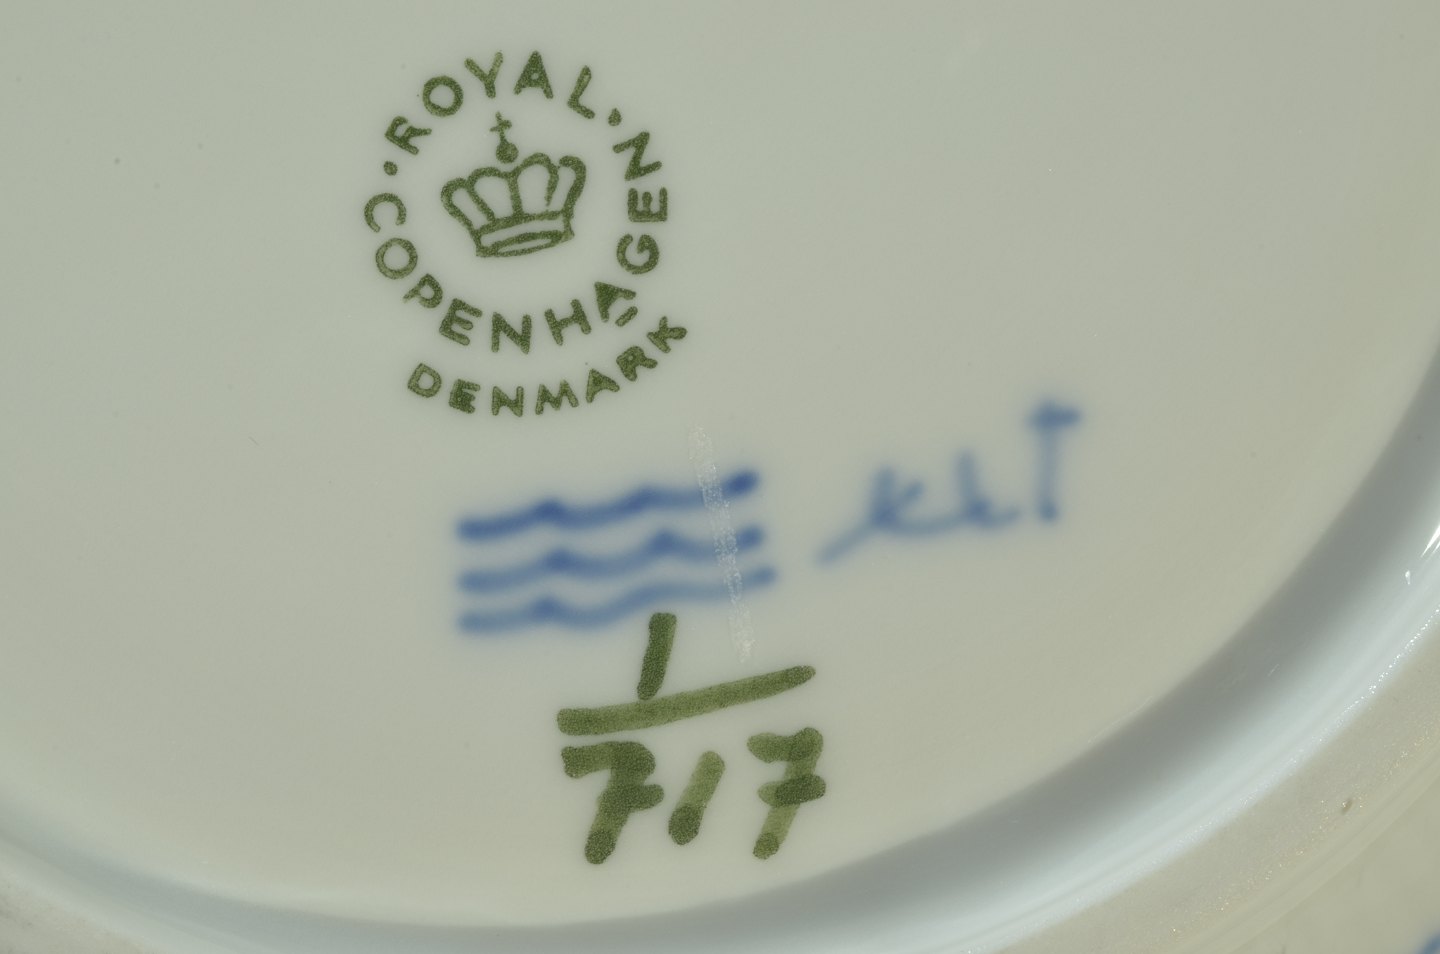 ROYAL
COPENHAGEN
DENMARK
1
717